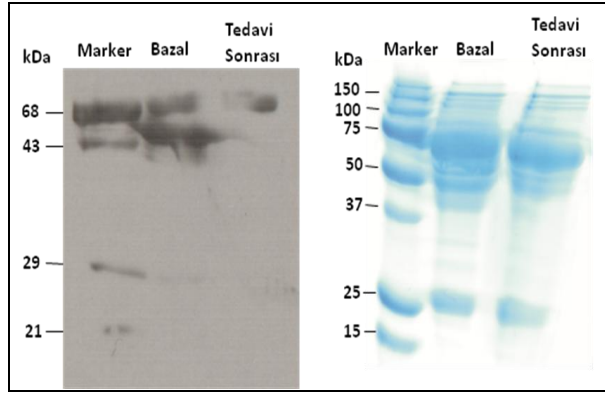 kDa
Marker
Bazal
Tedavi
Sonrası
68
43
29
21
kDa
Marker
Bazal
Tedavi
Sonrası
150
100
75
50
37
25
15